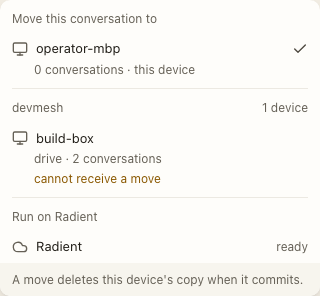 Move this conversation to
operator-mbp
0 conversations · this device
devmesh 1 device
build-box
drive · 2 conversations
cannot receive a move
Run on Radient
Radient ready
A move deletes this device's copy when it commits.